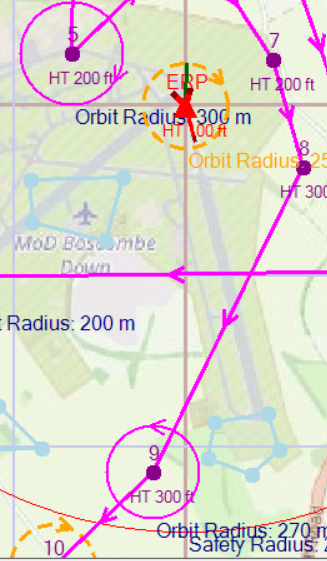 5
HT 200 ft
7
HT 200 ft
ERP
Orbit Radius: 300 m
HT 00 ft
Orbit Radius: 25
8
HT 300
MoD Boscombe
Down
t Radius: 200 m
9
HT 300 ft
Orbit Radius: 270 m
Safety Radius:
10